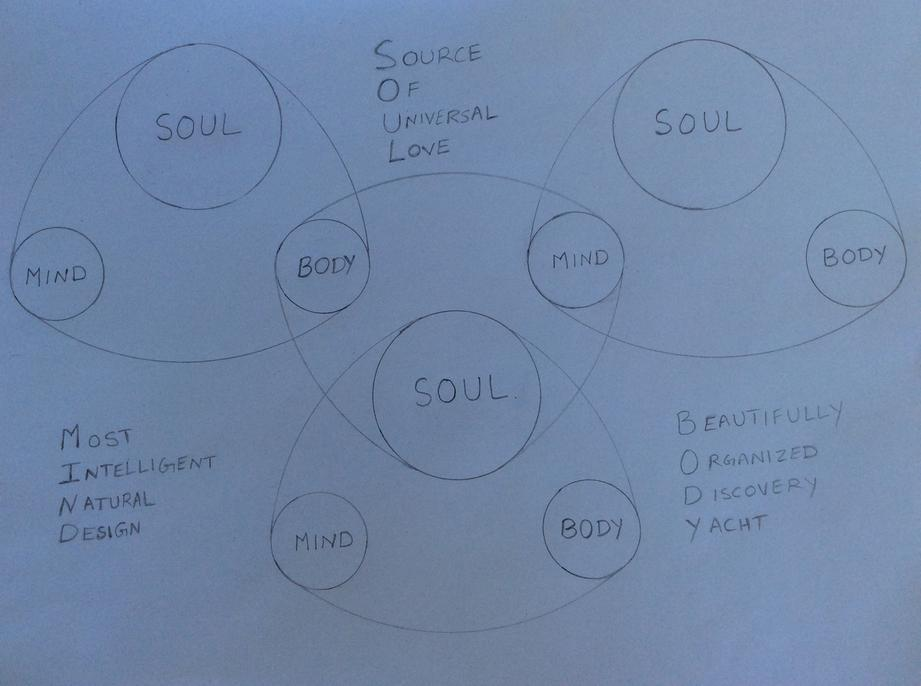 SOUL
MIND
BODY
SOURCE
OF
UNIVERSAL
LOVE
SOUL
MIND
BODY
SOUL.
MIND
BODY
MOST
INTELLIGENT
NATURAL
DESIGN
BEAUTIFULLY
ORGANIZED
DISCOVERY
YACHT